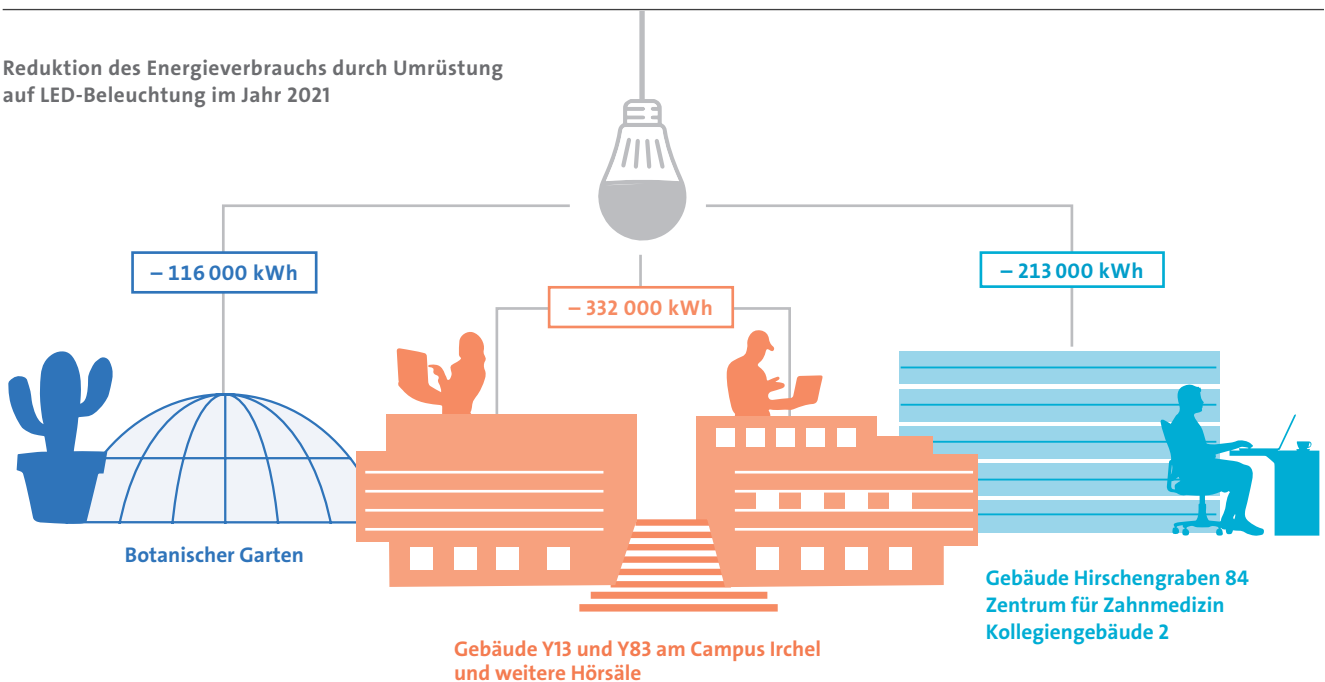 Reduktion des Energieverbrauchs durch Umrüstung
auf LED-Beleuchtung im Jahr 2021
– 116 000 kWh
– 332 000 kWh
– 213 000 kWh
Botanischer Garten
Gebäude Y13 und Y83 am Campus Irchel
und weitere Hörsäle
Gebäude Hirschengraben 84
Zentrum für Zahnmedizin
Kollegiengebäude 2